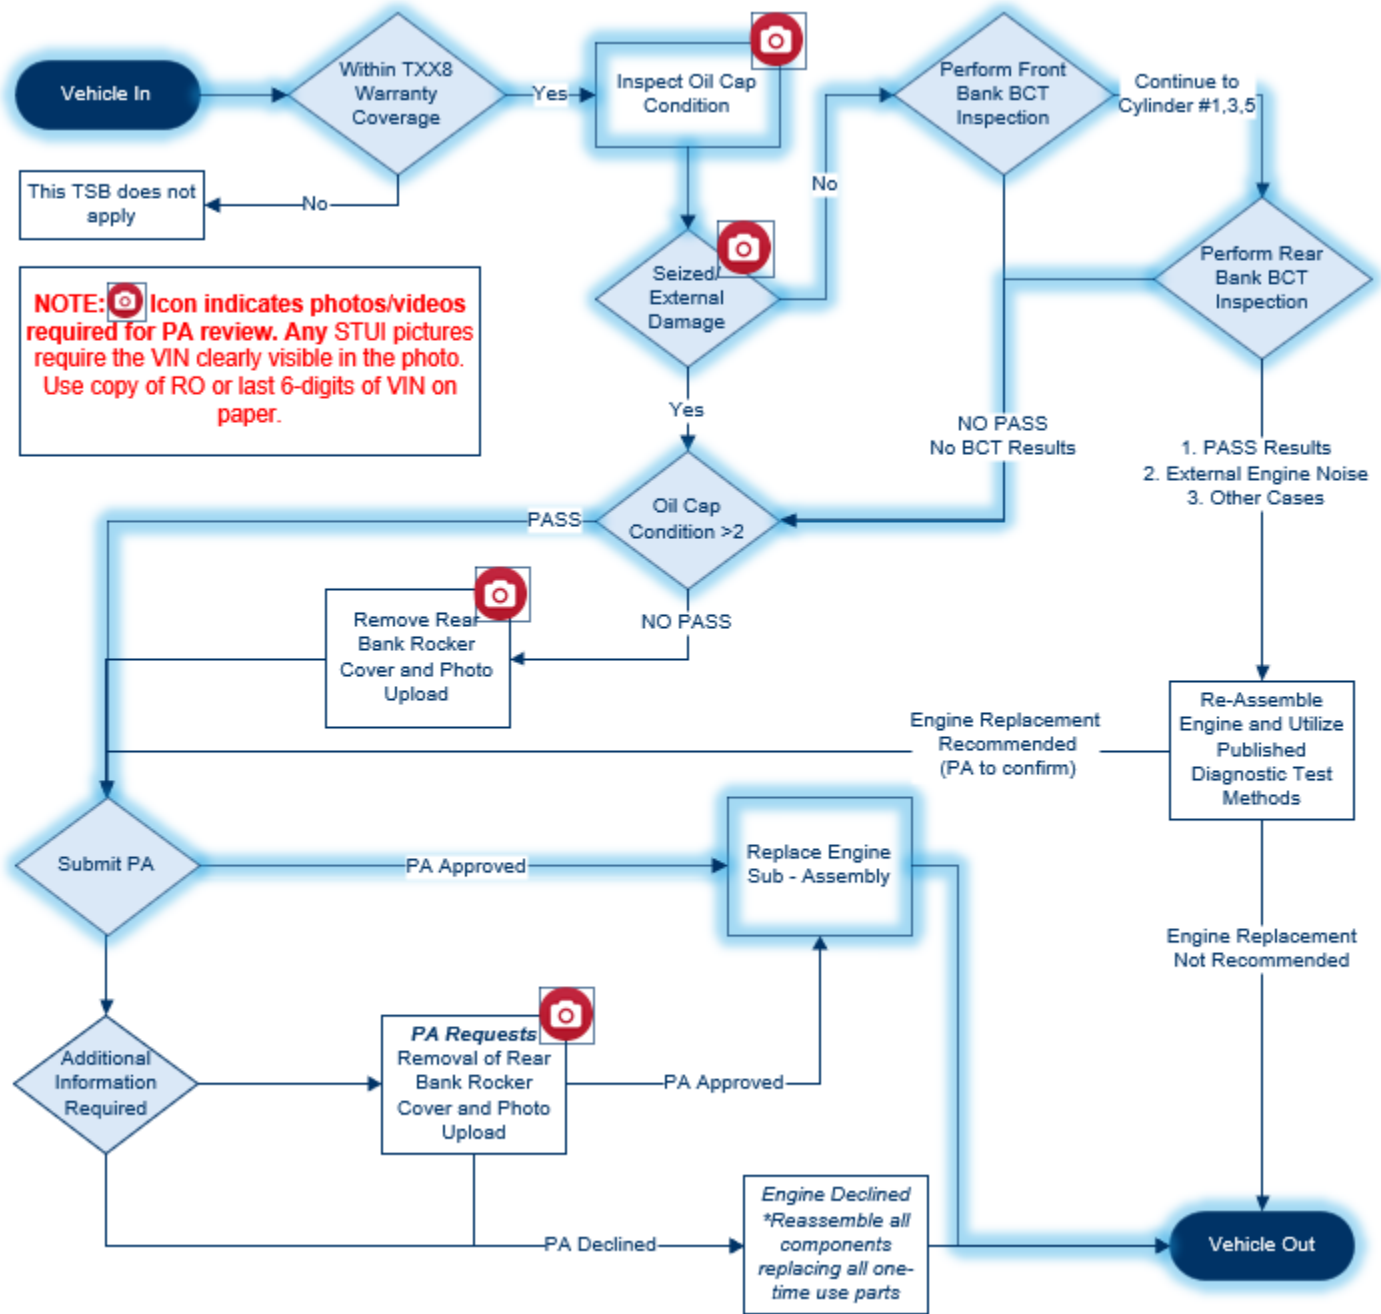 Vehicle In
Within TXX8
Warranty
Coverage
Yes
Inspect Oil Cap
Condition
Perform Front
Bank BCT
Inspection
Continue to
Cylinder #1,3,5
This TSB does not
apply
No
No
Seized/
External
Damage
Perform Rear
Bank BCT
Inspection
NOTE: Icon indicates photos/videos
required for PA review. Any STUI pictures
require the VIN clearly visible in the photo.
Use copy of RO or last 6-digits of VIN on
paper.
Yes
NO PASS
No BCT Results
1. PASS Results
2. External Engine Noise
3. Other Cases
PASS
Oil Cap
Condition >2
Remove Rear
Bank Rocker
Cover and Photo
Upload
NO PASS
Engine Replacement
Recommended
(PA to confirm)
Re-Assemble
Engine and Utilize
Published
Diagnostic Test
Methods
Submit PA
PA Approved
Replace Engine
Sub - Assembly
Engine Replacement
Not Recommended
Additional
Information
Required
PA Requests
Removal of Rear
Bank Rocker
Cover and Photo
Upload
PA Approved
PA Declined
Engine Declined
*Reassemble all
components
replacing all one-
time use parts
Vehicle Out